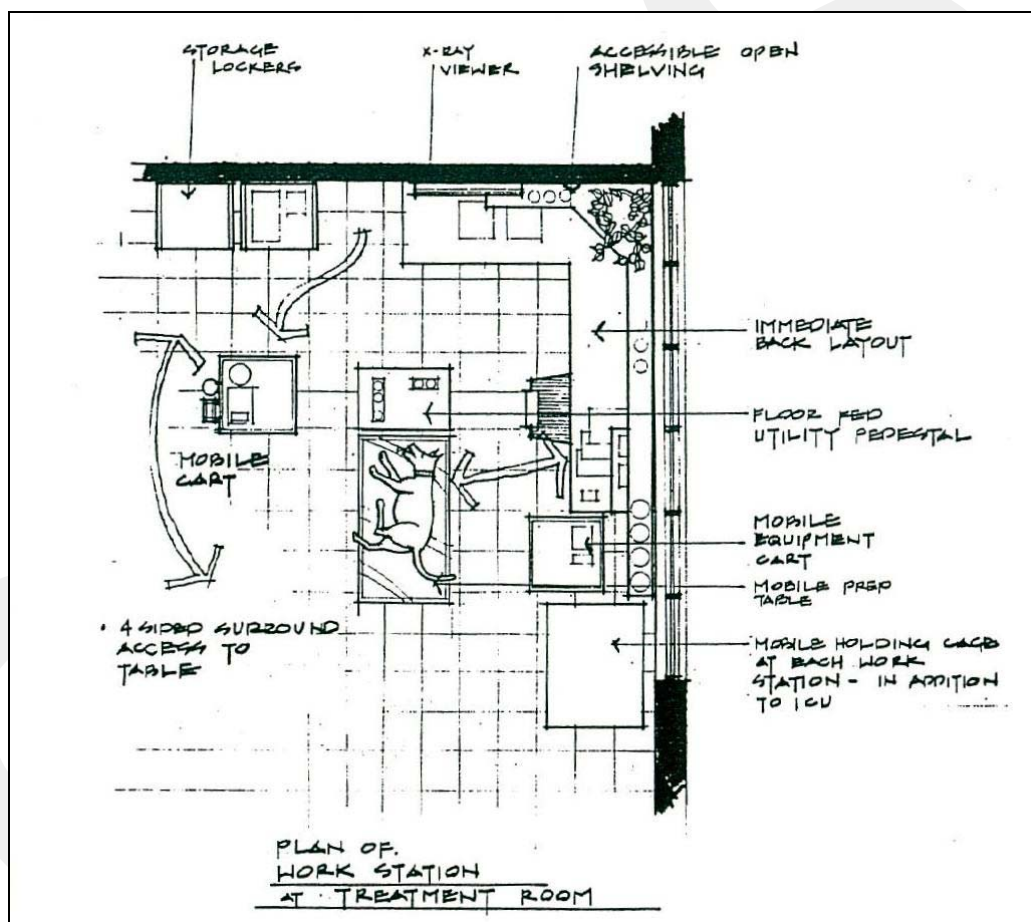 STORAGE
LOCKERS
X-RAY
VIEWER
ACCESSIBLE OPEN
SHELVING
IMMEDIATE
BACK LAYOUT
FLOOR FED
UTILITY PEDESTAL
MOBILE
CART
MOBILE
EQUIPMENT
CART
MOBILE PREP
TABLE
• 4 SIDED SURROUND
ACCESS TO
TABLE
MOBILE HOLDING CAGE
AT EACH WORK
STATION - IN ADDITION
TO ICU
PLAN OF.
WORK STATION
AT TREATMENT ROOM